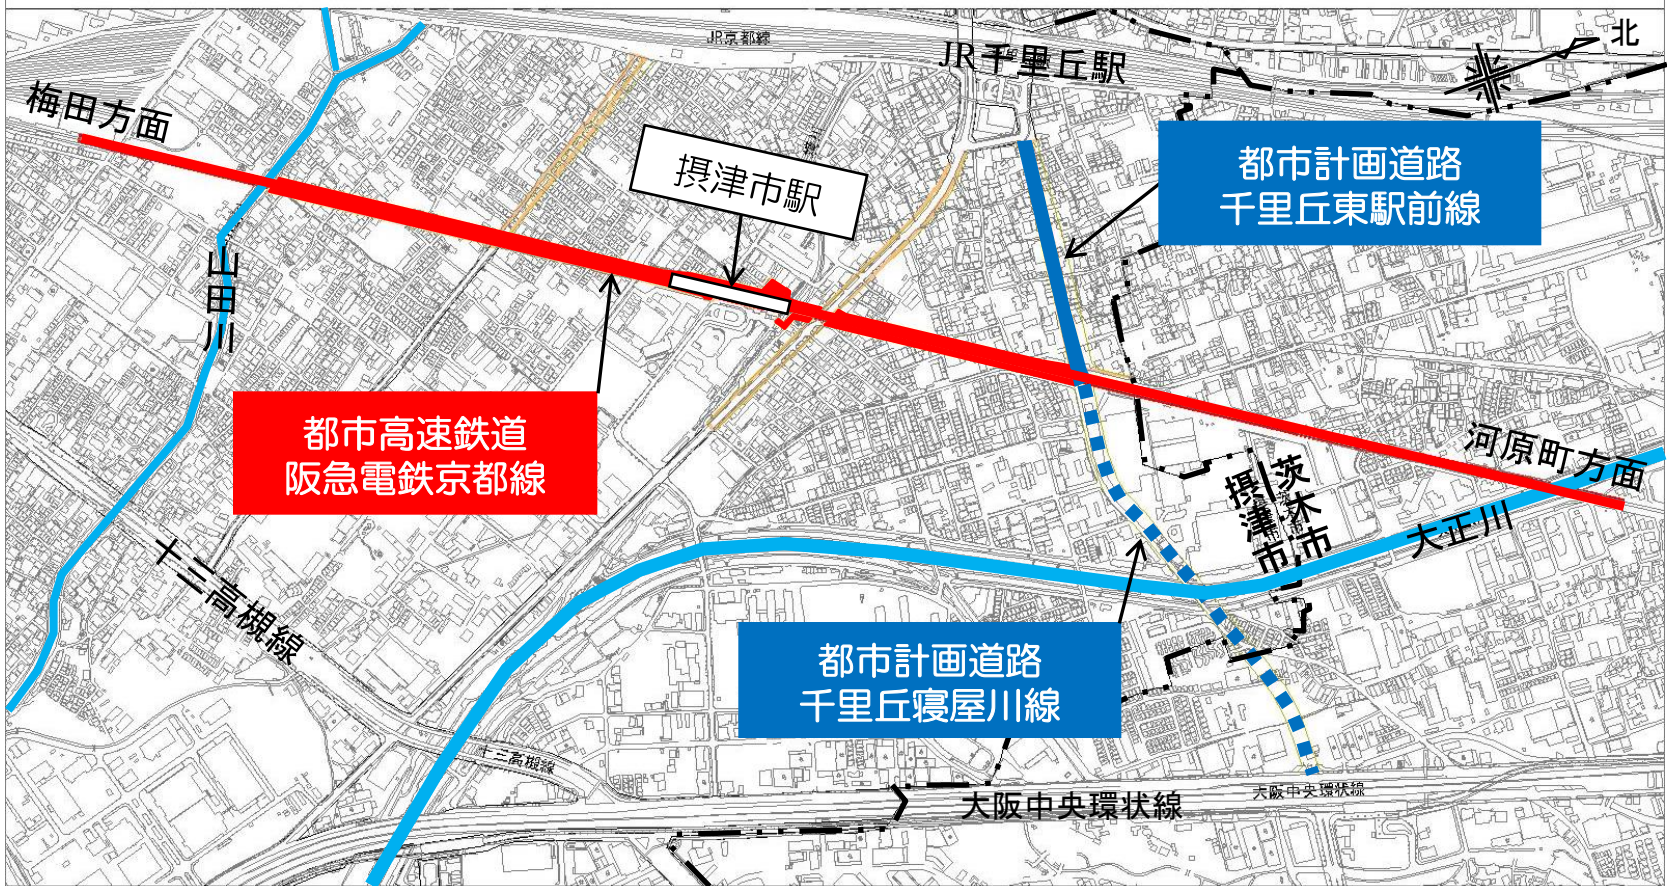 北
JR京都線
JR千里丘駅
梅田方面
摂津市駅
都市計画道路
千里丘東駅前線
山田川
都市高速鉄道
阪急電鉄京都線
河原町方面
茨木市
摂津市
大正川
十三高槻線
都市計画道路
千里丘寝屋川線
十三高槻線
大阪中央環状線
大阪中央環状線